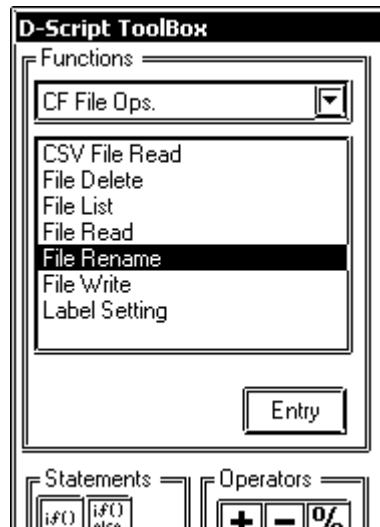 D-Script ToolBox
Functions
CF File Ops.
CSV File Read
File Delete
File List
File Read
File Rename
File Write
Label Setting
Entry
Statements Operators
if() if() + - %
else